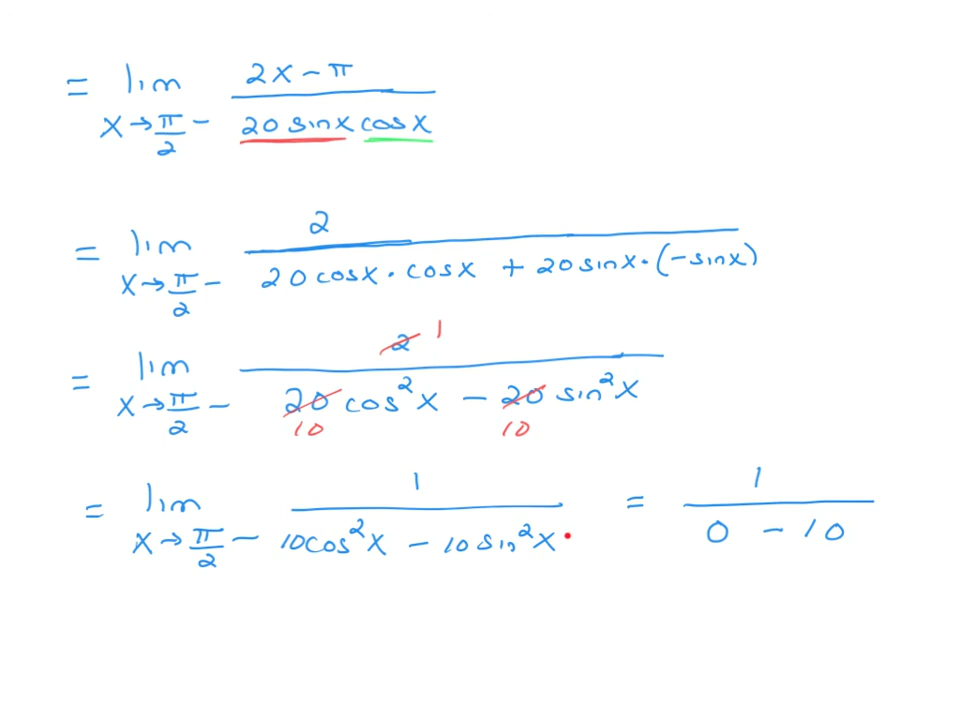 = lim 2x - π
x→π/2 - 20 sinx cosx
= lim 2
x→π/2 - 20 cosx · cosx + 20 sinx · (-sinx)
= lim 2 1
x→π/2 - 20 cos²x - 20 sin²x
10 10
= lim 1 = 1
x→π/2 - 10cos²x - 10 sin²x 0 - 10